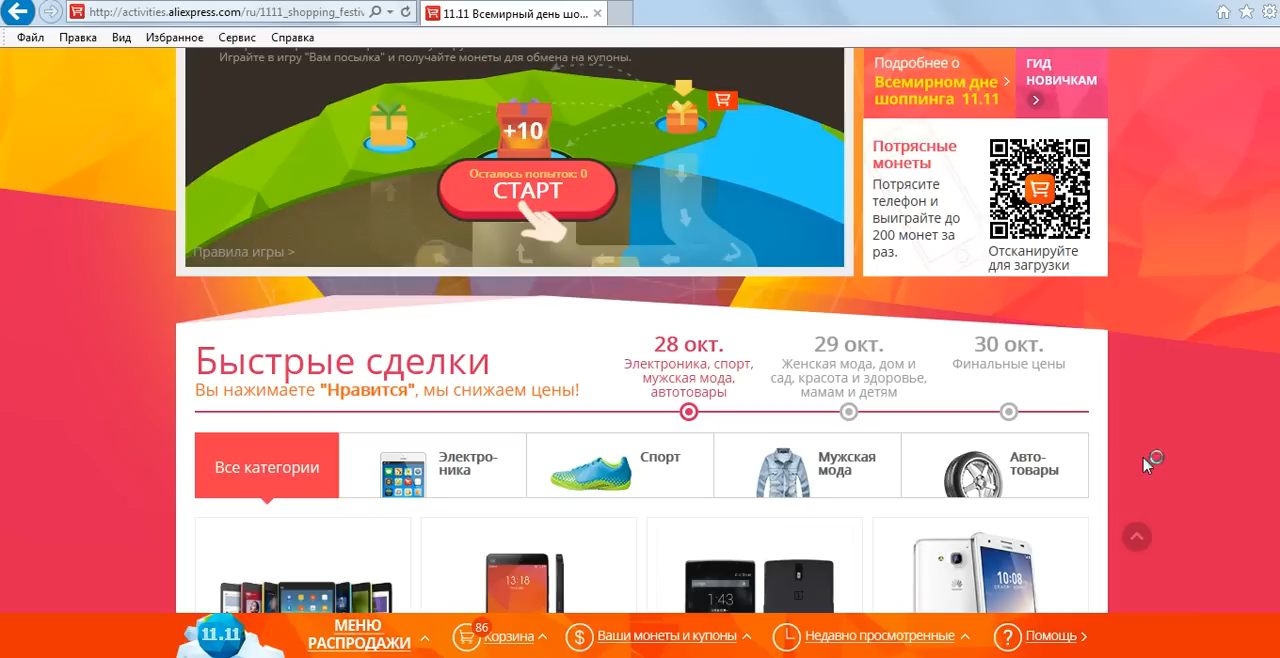 http://activities.aliexpress.com/ru/1111_shopping_festiv
11.11 Всемирный день шо...
Файл Правка Вид Избранное Сервис Справка
Играйте в игру "Вам посылка" и получайте монеты для обмена на купоны.
+10
Осталось попыток: 0
СТАРТ
Правила игры >
Подробнее о
Всемирном дне
шоппинга 11.11
ГИД
НОВИЧКАМ
Потрясные
монеты
Потрясите
телефон и
выиграйте до
200 монет за
раз.
Отсканируйте
для загрузки
Быстрые сделки
Вы нажимаете "Нравится", мы снижаем цены!
28 окт.
Электроника, спорт,
мужская мода,
автотовары
29 окт.
Женская мода, дом и
сад, красота и здоровье,
мамам и детям
30 окт.
Финальные цены
Все категории
Электро-
ника
Спорт
Мужская
мода
Авто-
товары
13:18
1:43
10:08
11.11
МЕНЮ
РАСПРОДАЖИ
86
Корзина
$ Ваши монеты и купоны
Недавно просмотренные
? Помощь